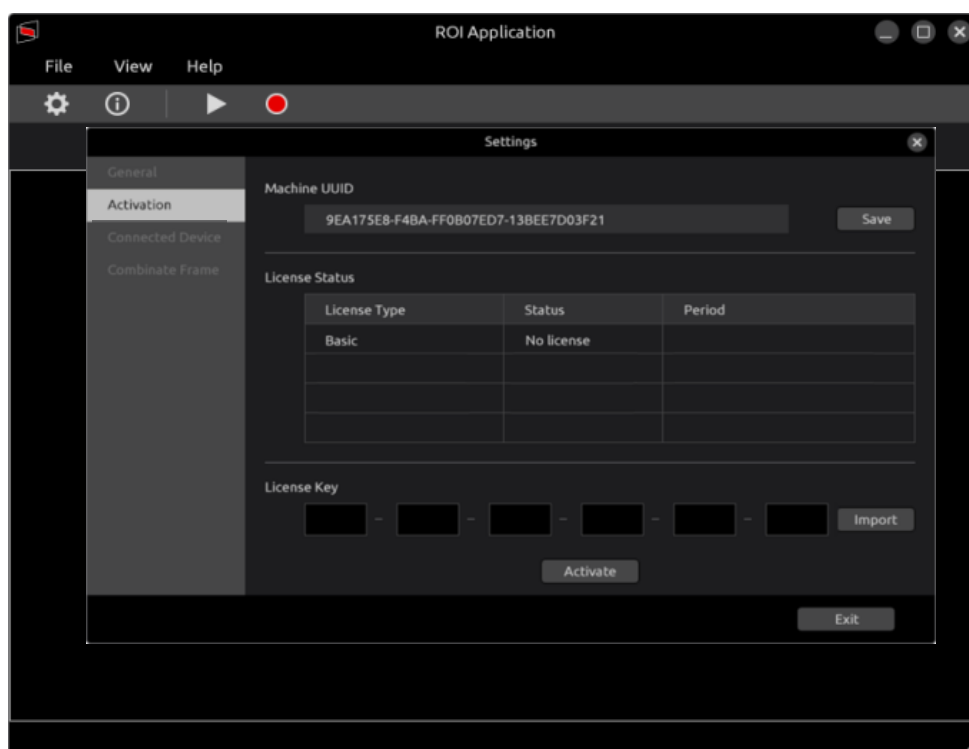 ROI Application
File View Help
Settings
General
Activation
Connected Device
Combinate Frame
Machine UUID
9EA175E8-F4BA-FF0B07ED7-13BEE7D03F21
Save
License Status
License Type Status Period
Basic No license
License Key
– – – – – Import
Activate
Exit